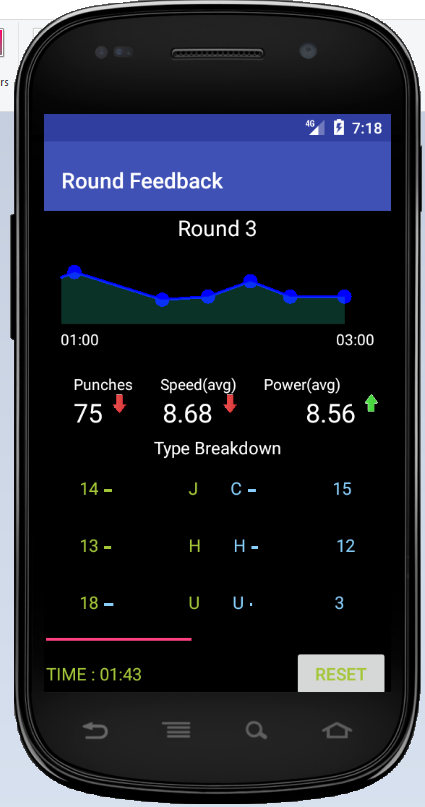 rs
4G 7:18
Round Feedback
Round 3
01:00 03:00
Punches Speed(avg) Power(avg)
75 8.68 8.56
Type Breakdown
14 J C 15
13 H H 12
18 U U 3
TIME : 01:43 RESET